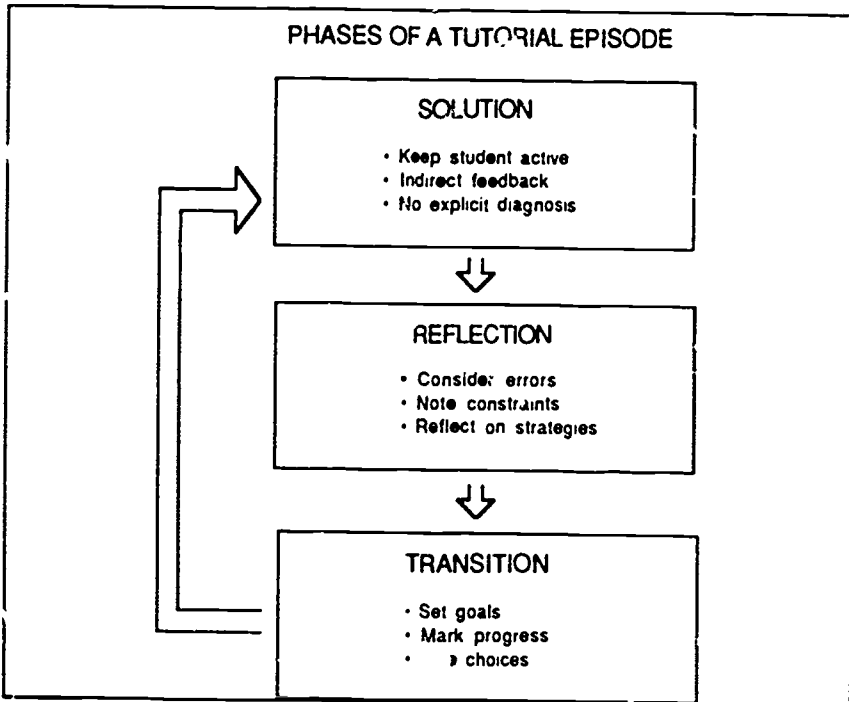 PHASES OF A TUTORIAL EPISODE
SOLUTION
• Keep student active
• Indirect feedback
• No explicit diagnosis
REFLECTION
• Consider errors
• Note constraints
• Reflect on strategies
TRANSITION
• Set goals
• Mark progress
• choices